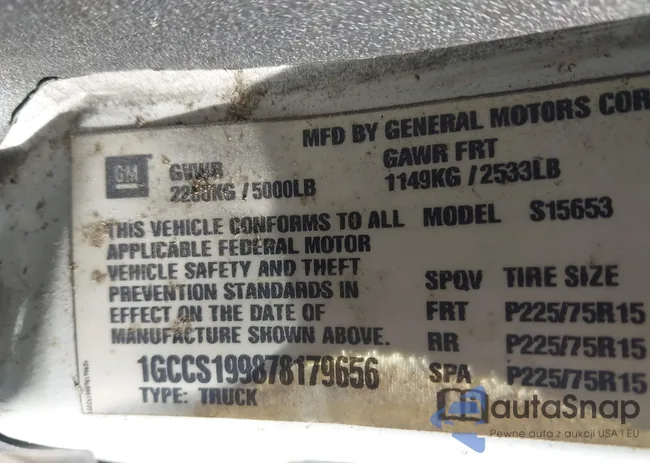 MFD BY GENERAL MOTORS COR
GM
GVWR
GAWR FRT
2268KG / 5000LB
1149KG / 2533LB
THIS VEHICLE CONFORMS TO ALL
APPLICABLE FEDERAL MOTOR
VEHICLE SAFETY AND THEFT
PREVENTION STANDARDS IN
EFFECT ON THE DATE OF
MANUFACTURE SHOWN ABOVE.
MODEL S15653
SPQV TIRE SIZE
FRT P225/75R15
RR P225/75R15
SPA P225/75R15
1GCCS199878179656
TYPE: TRUCK
autaSnap
Pewne auta z aukcji USA i EU